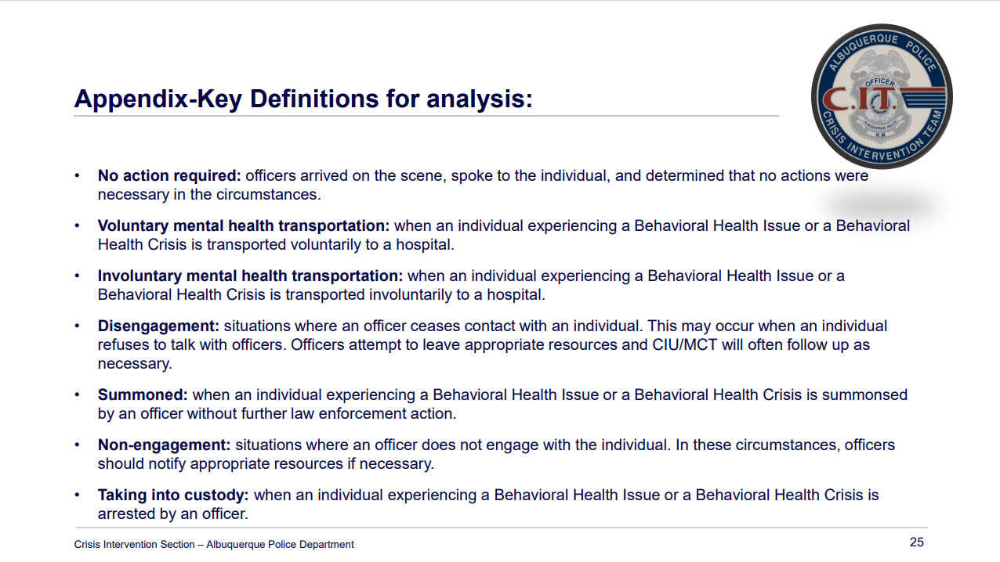 ALBUQUERQUE POLICE
OFFICER
C.I.T.
ALBUQUERQUE POLICE
N.M.
CRISIS INTERVENTION TEAM
Appendix-Key Definitions for analysis:
• No action required: officers arrived on the scene, spoke to the individual, and determined that no actions were
necessary in the circumstances.
• Voluntary mental health transportation: when an individual experiencing a Behavioral Health Issue or a Behavioral
Health Crisis is transported voluntarily to a hospital.
• Involuntary mental health transportation: when an individual experiencing a Behavioral Health Issue or a
Behavioral Health Crisis is transported involuntarily to a hospital.
• Disengagement: situations where an officer ceases contact with an individual. This may occur when an individual
refuses to talk with officers. Officers attempt to leave appropriate resources and CIU/MCT will often follow up as
necessary.
• Summoned: when an individual experiencing a Behavioral Health Issue or a Behavioral Health Crisis is summonsed
by an officer without further law enforcement action.
• Non-engagement: situations where an officer does not engage with the individual. In these circumstances, officers
should notify appropriate resources if necessary.
• Taking into custody: when an individual experiencing a Behavioral Health Issue or a Behavioral Health Crisis is
arrested by an officer.
Crisis Intervention Section – Albuquerque Police Department
25